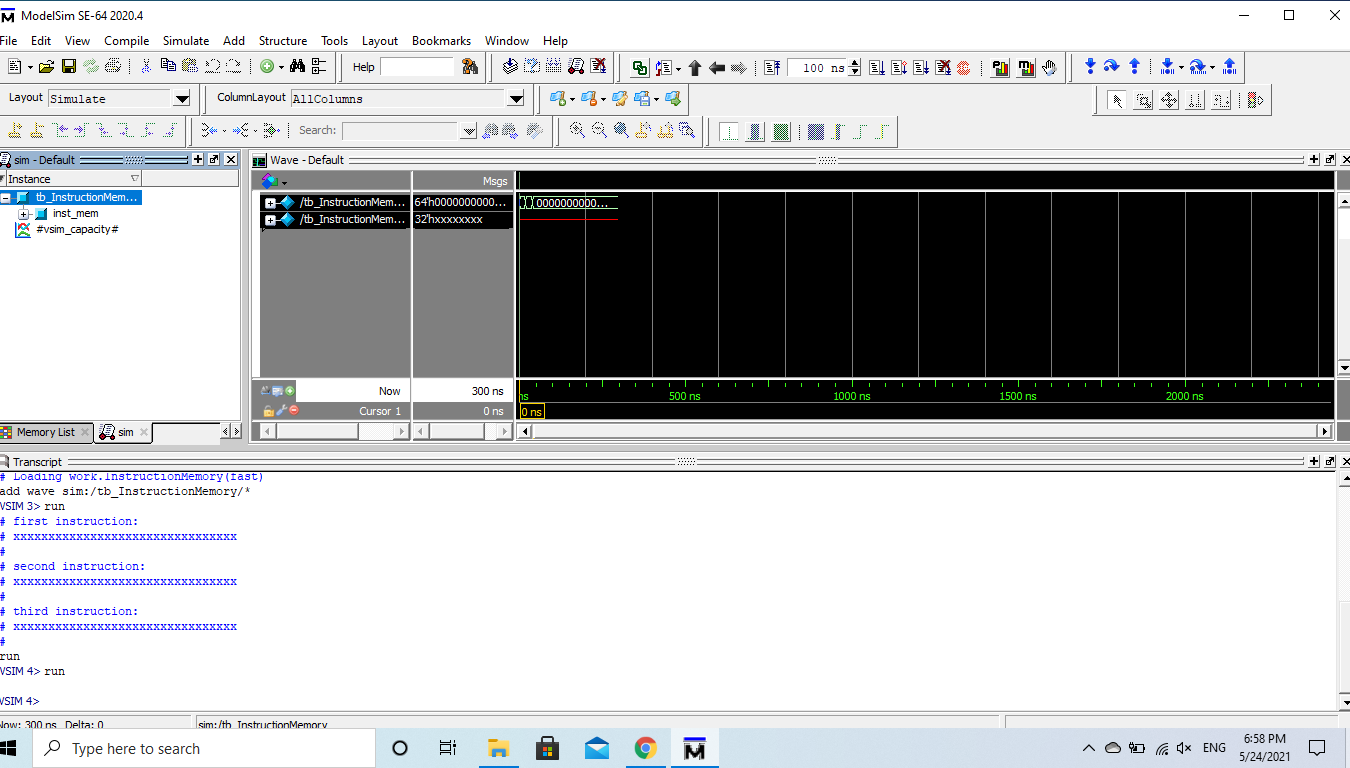 ModelSim SE-64 2020.4
File Edit View Compile Simulate Add Structure Tools Layout Bookmarks Window Help
Help
100 ns
Layout Simulate
ColumnLayout AllColumns
Search:
sim - Default
Instance
tb_InstructionMem...
inst_mem
#vsim_capacity#
Memory List
sim
Wave - Default
Msgs
/tb_InstructionMem... 64'h0000000000... 0000000000...
/tb_InstructionMem... 32'hxxxxxxxx
Now 300 ns
ns 500 ns 1000 ns 1500 ns 2000 ns
Cursor 1 0 ns 0 ns
Transcript
# Loading work.InstructionMemory(fast)
add wave sim:/tb_InstructionMemory/*
VSIM 3> run
# first instruction:
# xxxxxxxxxxxxxxxxxxxxxxxxxxxxxxxx
#
# second instruction:
# xxxxxxxxxxxxxxxxxxxxxxxxxxxxxxxx
#
# third instruction:
# xxxxxxxxxxxxxxxxxxxxxxxxxxxxxxxx
#
run
VSIM 4> run
VSIM 4>
Now: 300 ns Delta: 0
sim:/tb_InstructionMemory
Type here to search
ENG
6:58 PM
5/24/2021